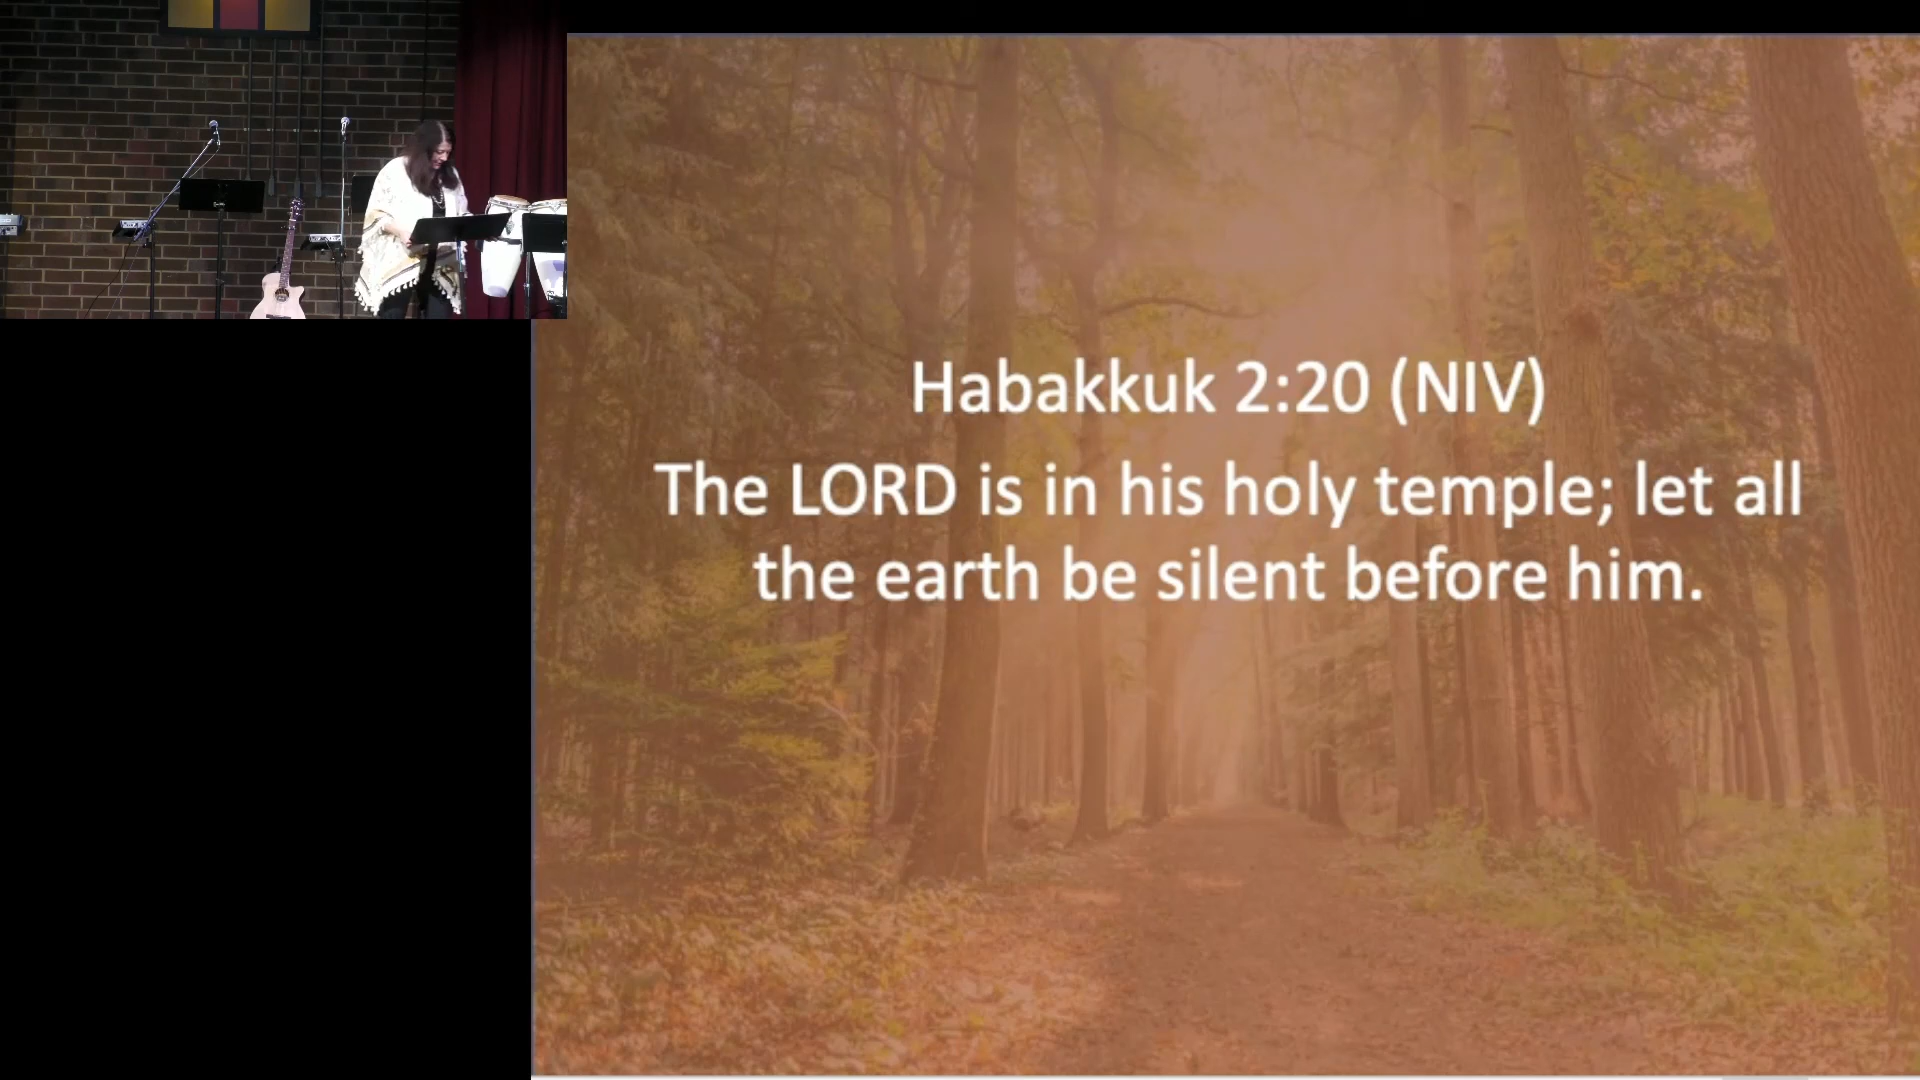 Habakkuk 2:20 (NIV)
The LORD is in his holy temple; let all
the earth be silent before him.